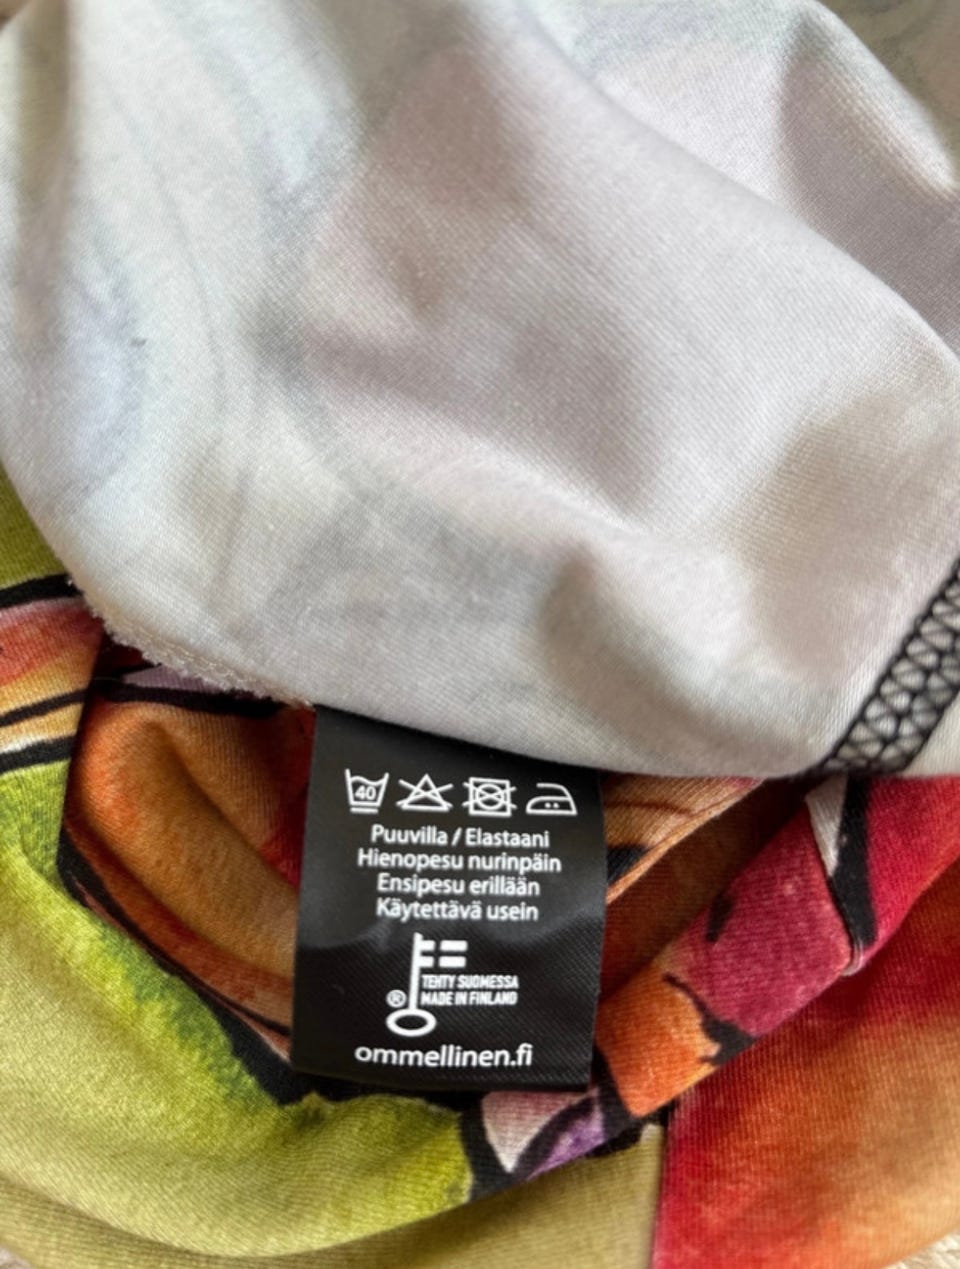 40
Puuvilla / Elastaani
Hienopesu nurinpäin
Ensipesu erillään
Käytettävä usein
TEHTY SUOMESSA
® MADE IN FINLAND
ommellinen.fi